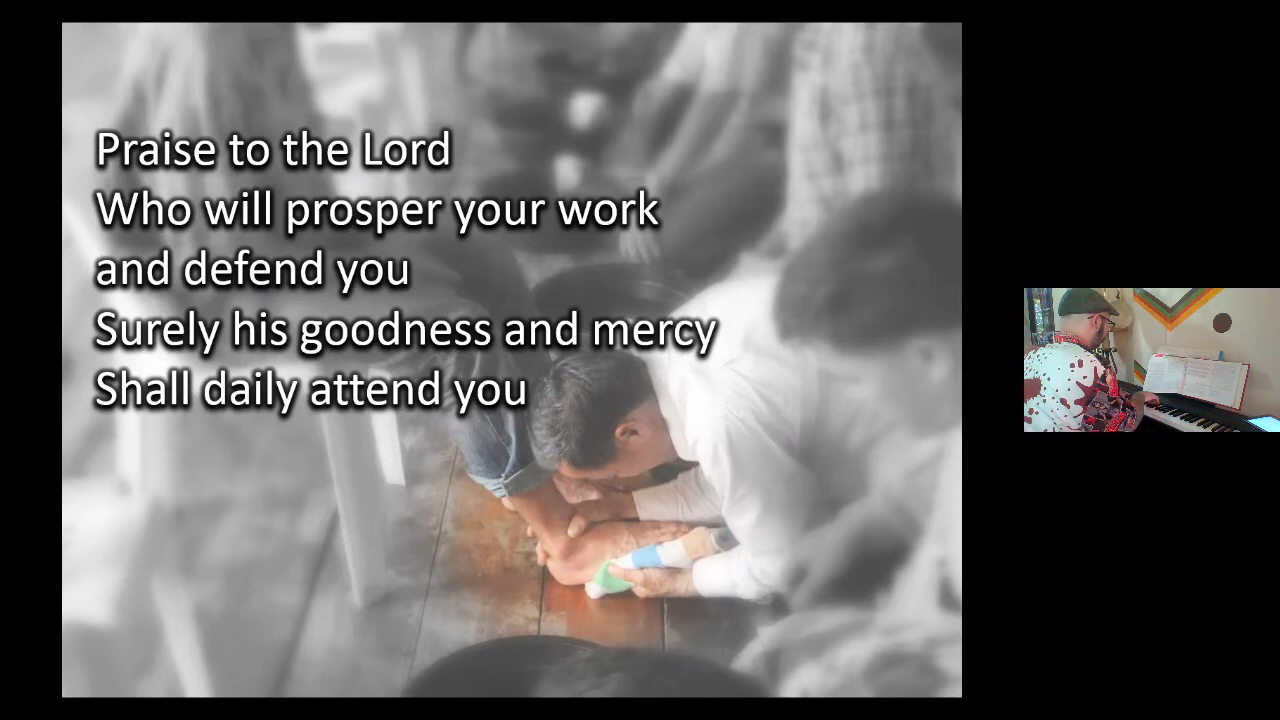 Praise to the Lord
Who will prosper your work
and defend you
Surely his goodness and mercy
Shall daily attend you